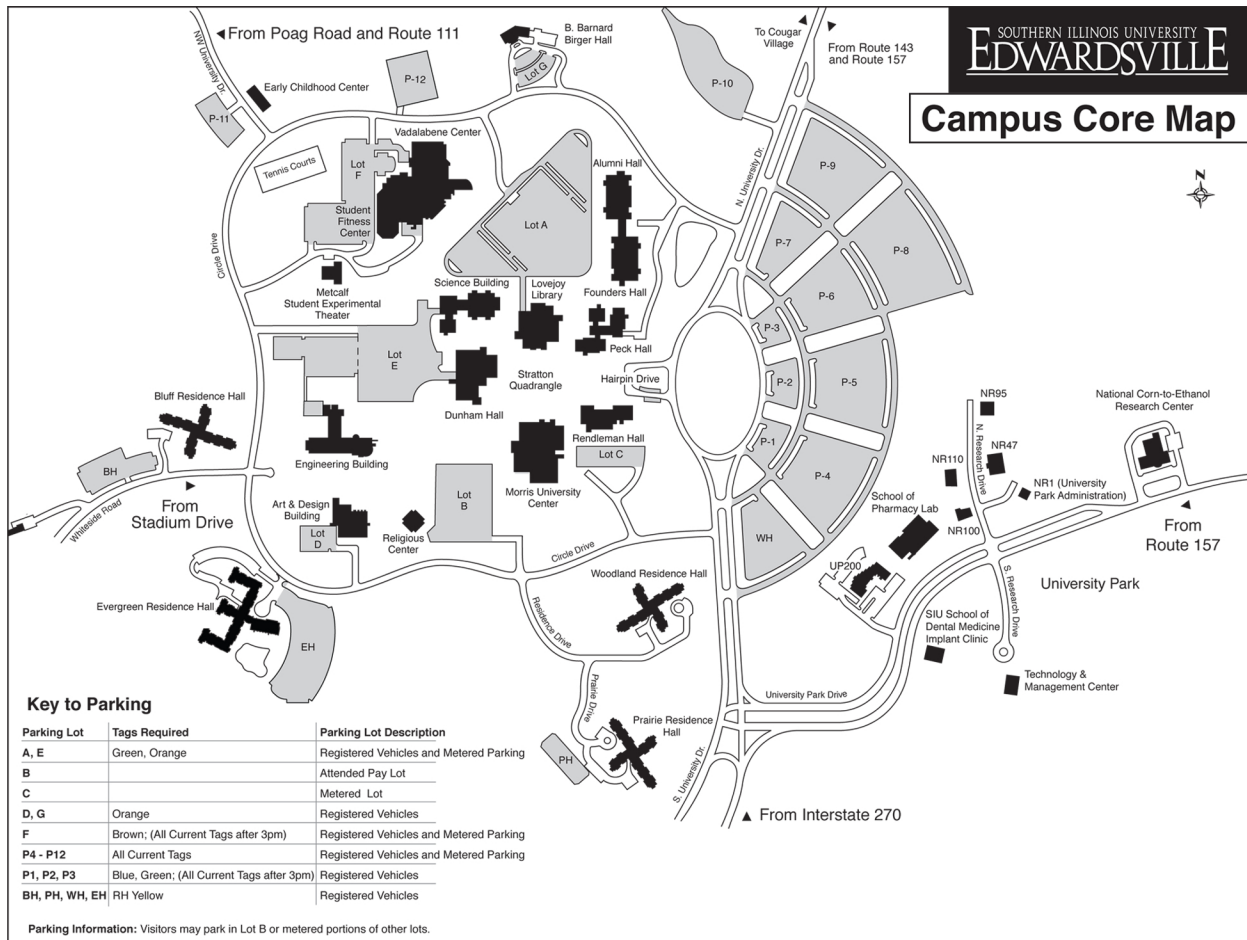 SOUTHERN ILLINOIS UNIVERSITY
EDWARDSVILLE
Campus Core Map
N
From Poag Road and Route 111
NW University Dr.
P-12
B. Barnard
Birger Hall
Lot G
To Cougar
Village
From Route 143
and Route 157
P-10
Early Childhood Center
P-11
Vadalabene Center
Tennis Courts
Lot
F
Alumni Hall
N. University Dr.
P-9
Student
Fitness
Center
Lot A
P-7
P-8
Circle Drive
Metcalf
Student Experimental
Theater
Science Building
Lovejoy
Library
Founders Hall
P-6
P-3
Peck Hall
Lot
E
Stratton
Quadrangle
Hairpin Drive
P-2
P-5
Dunham Hall
Bluff Residence Hall
NR95
National Corn-to-Ethanol
Research Center
Rendleman Hall
P-1
N. Research Drive
NR47
Engineering Building
Lot C
BH
NR110
P-4
NR1 (University
Park Administration)
From
Stadium Drive
Whiteside Road
Lot
B
Morris University
Center
School of
Pharmacy Lab
NR100
From
Route 157
Art & Design
Building
Lot
D
Religious
Center
Circle Drive
WH
UP200
University Park
Woodland Residence Hall
S. Research Drive
Evergreen Residence Hall
Residence Drive
SIU School of
Dental Medicine
Implant Clinic
EH
Technology &
Management Center
Prairie Drive
University Park Drive
Prairie Residence
Hall
PH
S. University Dr.
From Interstate 270
Key to Parking
Parking Lot Tags Required Parking Lot Description
A, E Green, Orange Registered Vehicles and Metered Parking
B Attended Pay Lot
C Metered Lot
D, G Orange Registered Vehicles
F Brown; (All Current Tags after 3pm) Registered Vehicles and Metered Parking
P4 - P12 All Current Tags Registered Vehicles and Metered Parking
P1, P2, P3 Blue, Green; (All Current Tags after 3pm) Registered Vehicles
BH, PH, WH, EH RH Yellow Registered Vehicles
Parking Information: Visitors may park in Lot B or metered portions of other lots.